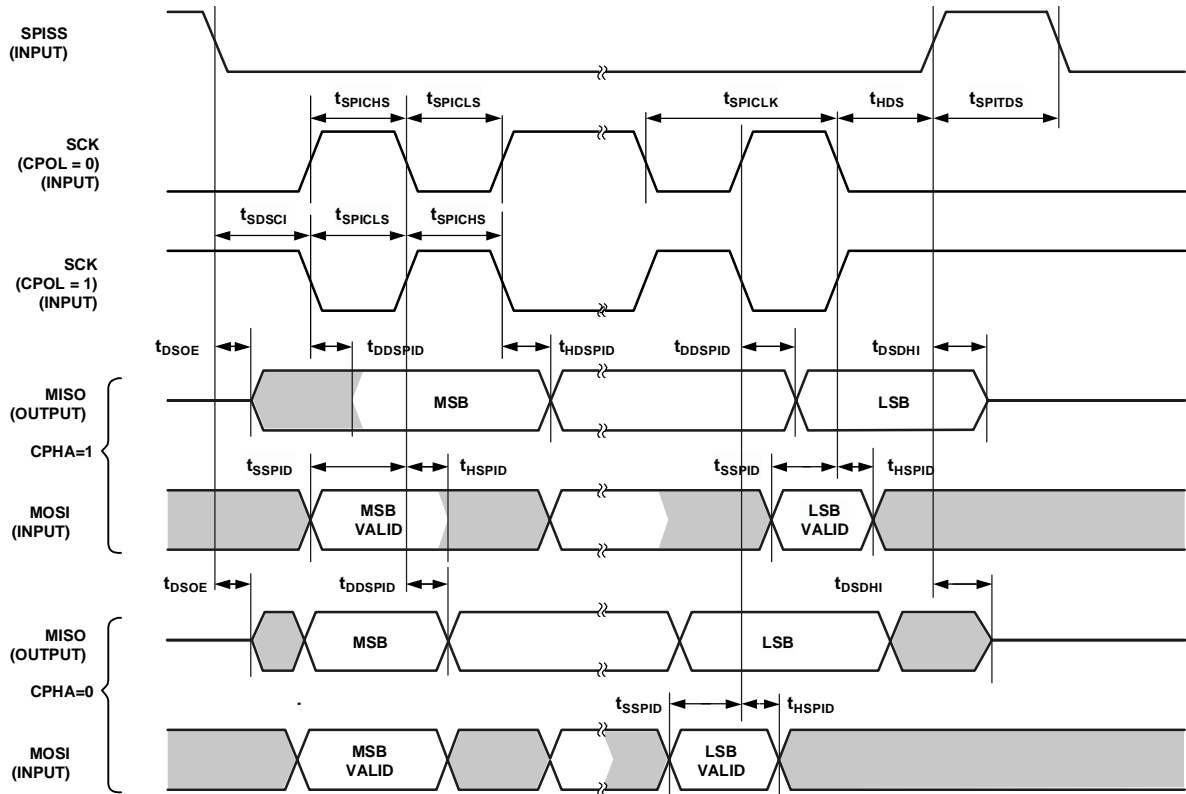 SPISS
(INPUT)
tSPICHS
tSPICLS
tSPICLK
tHDS
tSPITDS
SCK
(CPOL = 0)
(INPUT)
tSDSCI
tSPICLS
tSPICHS
SCK
(CPOL = 1)
(INPUT)
tDSOE
tDDSPID
tHDSPID
tDDSPID
tDSDHI
MISO
(OUTPUT)
MSB
LSB
CPHA=1
tSSPID
tHSPID
tSSPID
tHSPID
MOSI
(INPUT)
MSB
VALID
LSB
VALID
tDSOE
tDDSPID
tDSDHI
MISO
(OUTPUT)
MSB
LSB
CPHA=0
tSSPID
tHSPID
MOSI
(INPUT)
MSB
VALID
LSB
VALID